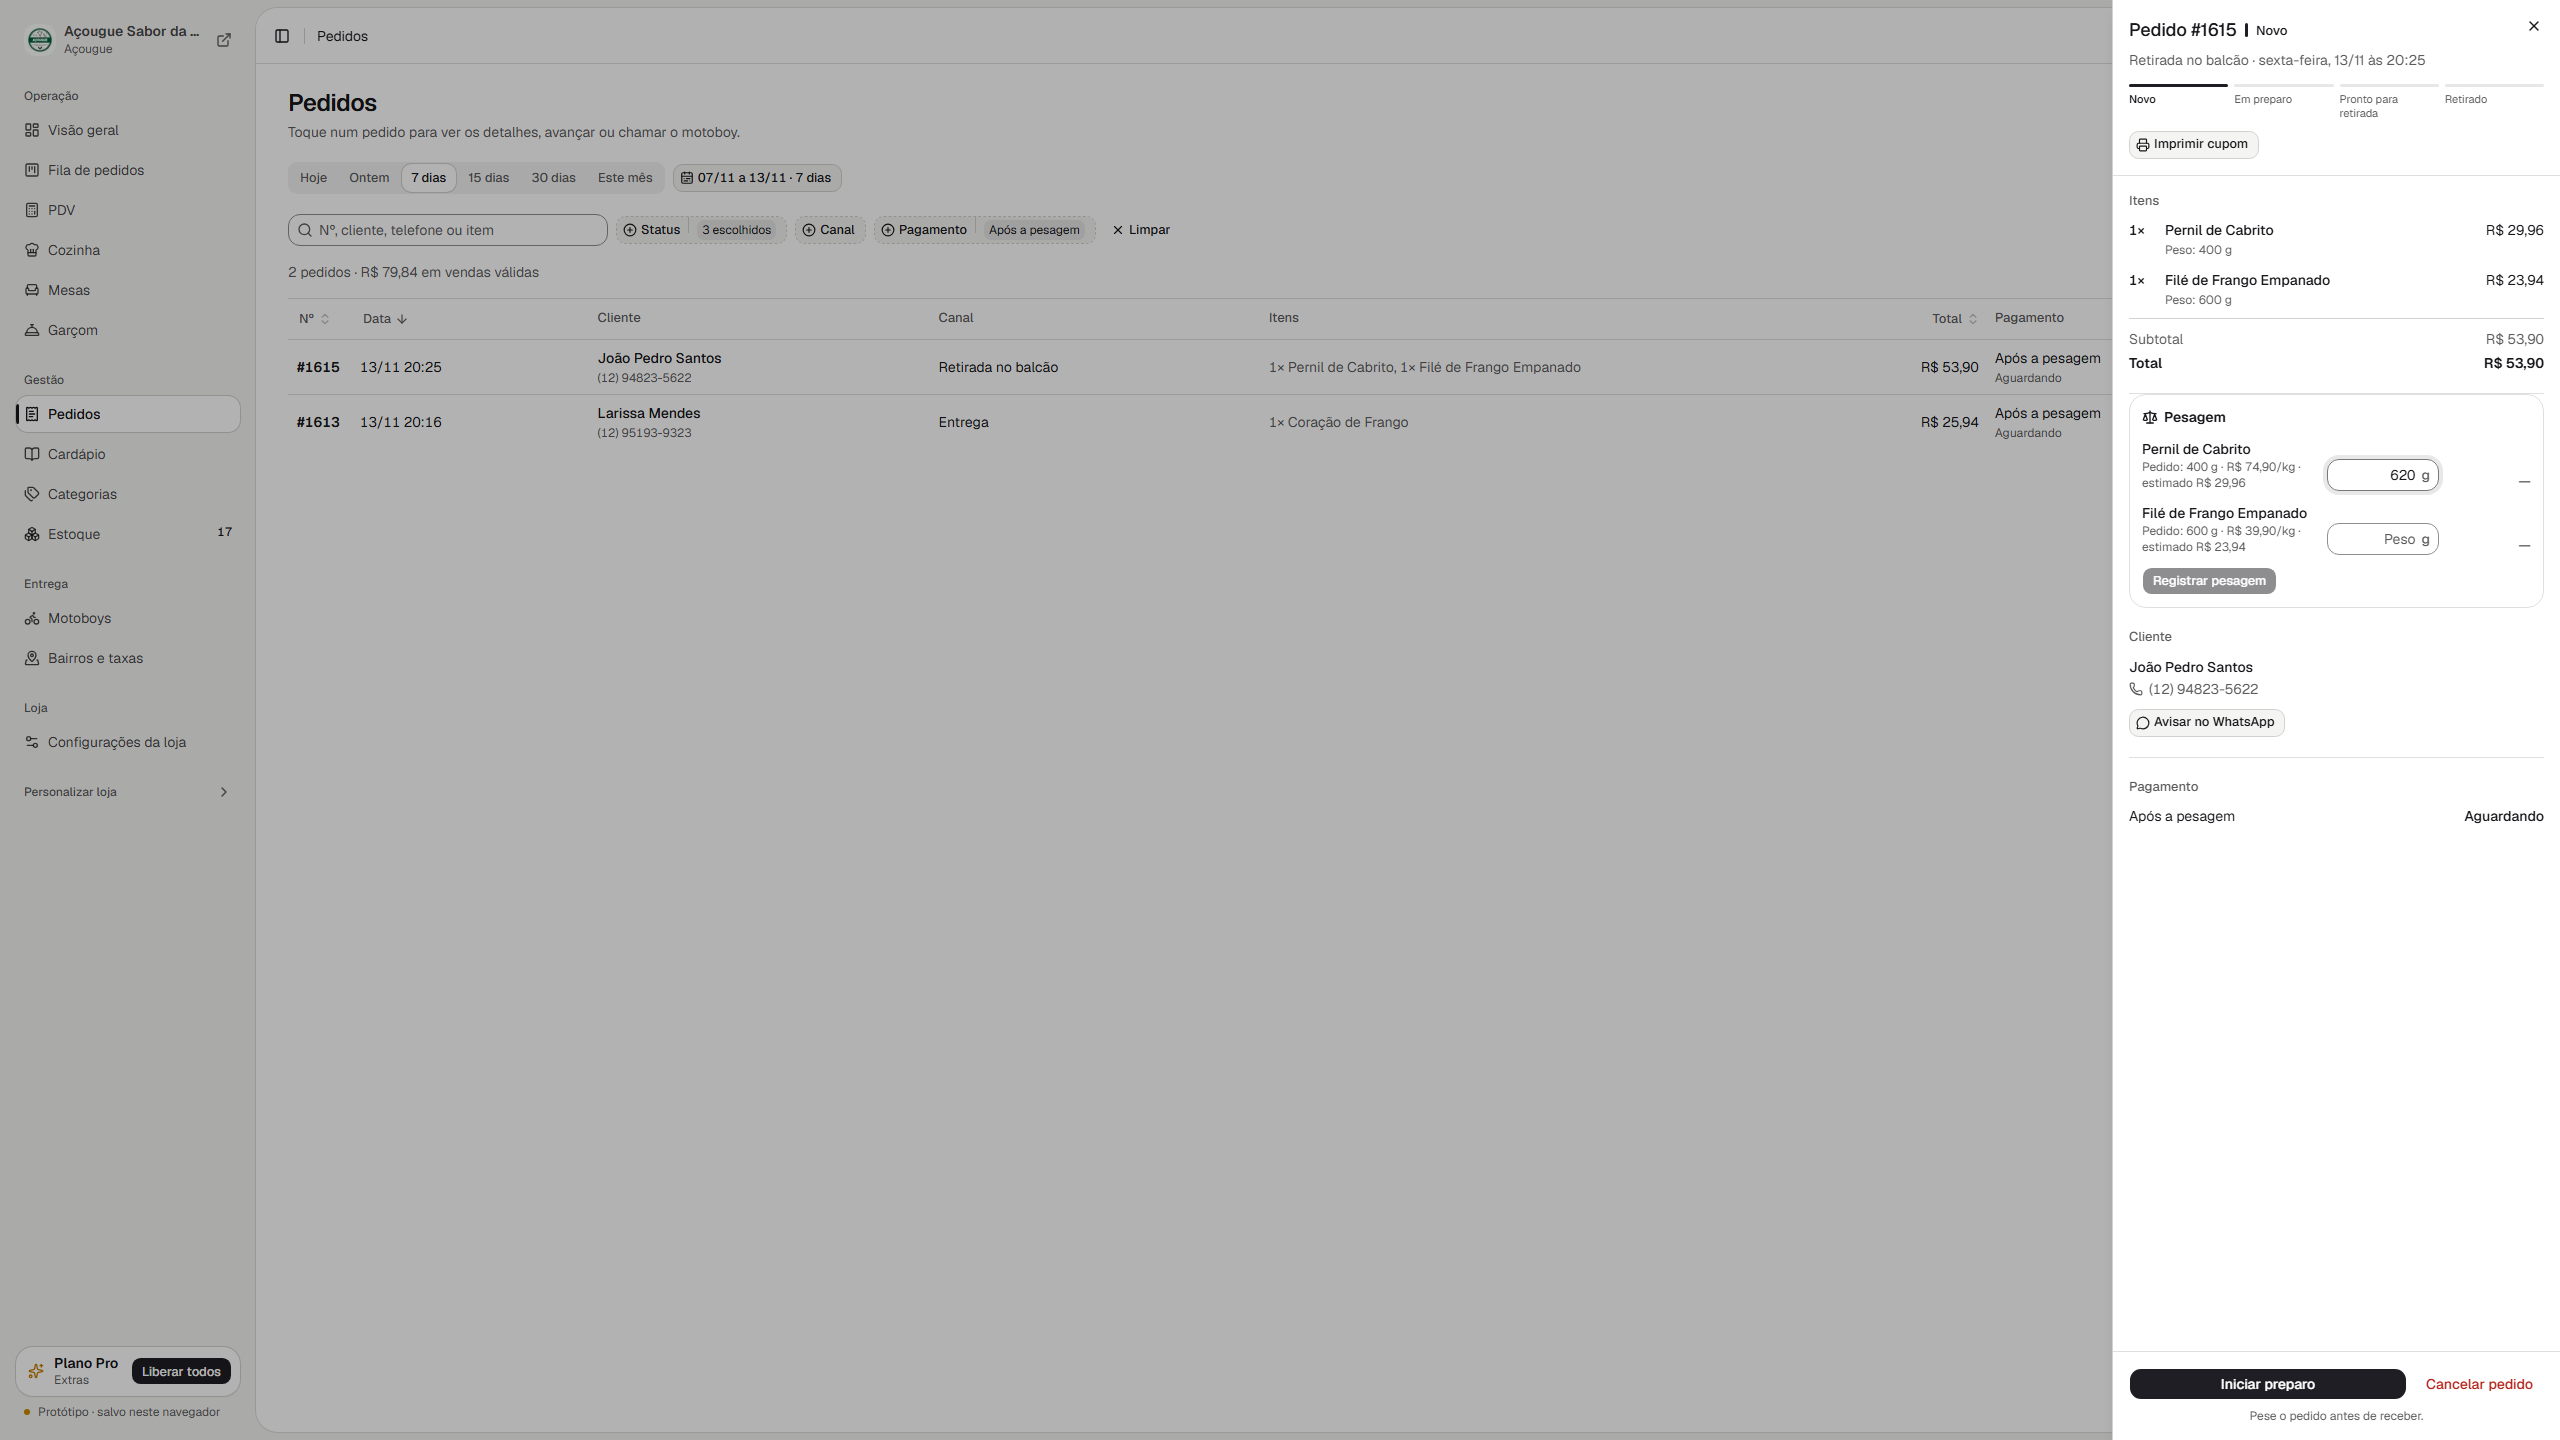 Açougue Sabor da ...
Açougue
Operação
Visão geral
Fila de pedidos
PDV
Cozinha
Mesas
Garçom
Gestão
Pedidos
Cardápio
Categorias
Estoque 17
Entrega
Motoboys
Bairros e taxas
Loja
Configurações da loja
Personalizar loja
Plano Pro
Extras
Liberar todos
Protótipo · salvo neste navegador
Pedidos
Pedidos
Toque num pedido para ver os detalhes, avançar ou chamar o motoboy.
Hoje Ontem 7 dias 15 dias 30 dias Este mês 07/11 a 13/11 · 7 dias
Nº, cliente, telefone ou item Status 3 escolhidos Canal Pagamento Após a pesagem Limpar
2 pedidos · R$ 79,84 em vendas válidas
Nº Data Cliente Canal Itens Total Pagamento
#1615 13/11 20:25 João Pedro Santos Retirada no balcão 1× Pernil de Cabrito, 1× Filé de Frango Empanado R$ 53,90 Após a pesagem
(12) 94823-5622 Aguardando
#1613 13/11 20:16 Larissa Mendes Entrega 1× Coração de Frango R$ 25,94 Após a pesagem
(12) 95193-9323 Aguardando
Pedido #1615 Novo
Retirada no balcão · sexta-feira, 13/11 às 20:25
Novo Em preparo Pronto para retirada Retirado
Imprimir cupom
Itens
1× Pernil de Cabrito R$ 29,96
Peso: 400 g
1× Filé de Frango Empanado R$ 23,94
Peso: 600 g
Subtotal R$ 53,90
Total R$ 53,90
Pesagem
Pernil de Cabrito
Pedido: 400 g · R$ 74,90/kg ·
estimado R$ 29,96
620 g —
Filé de Frango Empanado
Pedido: 600 g · R$ 39,90/kg ·
estimado R$ 23,94
Peso g —
Registrar pesagem
Cliente
João Pedro Santos
(12) 94823-5622
Avisar no WhatsApp
Pagamento
Após a pesagem Aguardando
Iniciar preparo Cancelar pedido
Pese o pedido antes de receber.